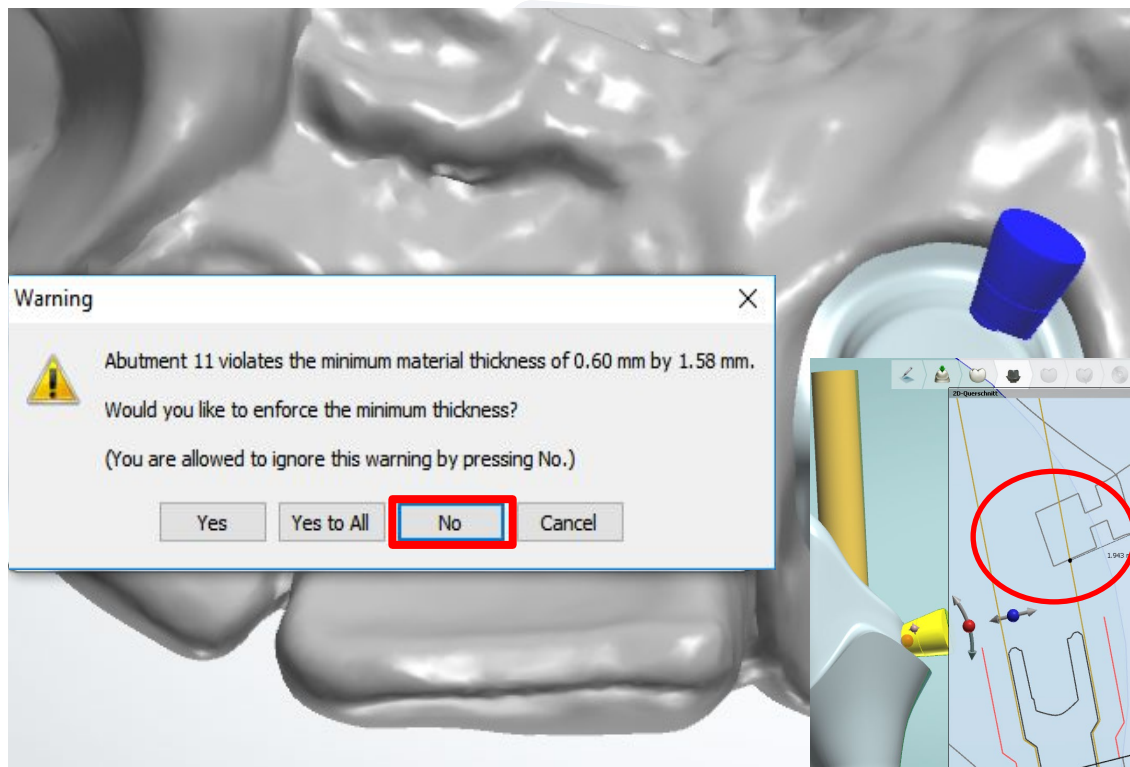 Warning
Abutment 11 violates the minimum material thickness of 0.60 mm by 1.58 mm.
Would you like to enforce the minimum thickness?
(You are allowed to ignore this warning by pressing No.)
Yes
Yes to All
No
Cancel
2D-Querschnitt
1.943